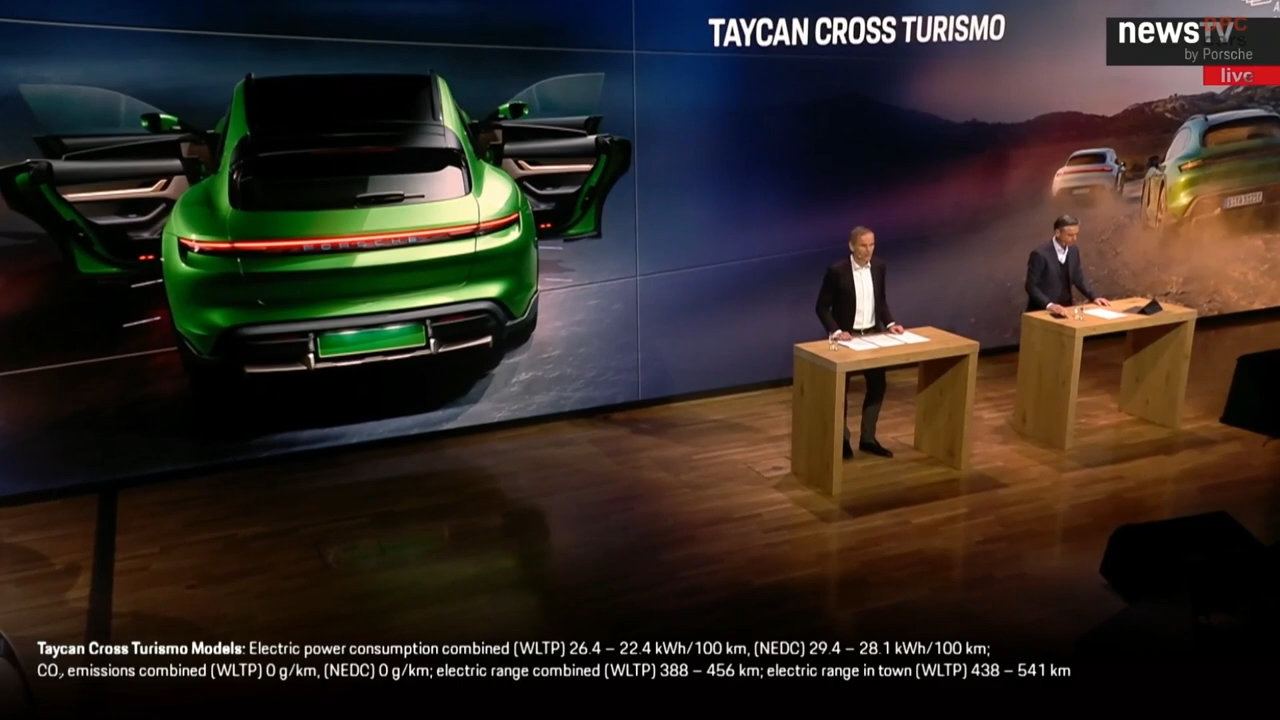 TAYCAN CROSS TURISMO
newsTV
by Porsche
live
PORSCHE
Taycan Cross Turismo Models: Electric power consumption combined (WLTP) 26.4 – 22.4 kWh/100 km, (NEDC) 29.4 – 28.1 kWh/100 km;
CO₂ emissions combined (WLTP) 0 g/km, (NEDC) 0 g/km; electric range combined (WLTP) 388 – 456 km; electric range in town (WLTP) 438 – 541 km